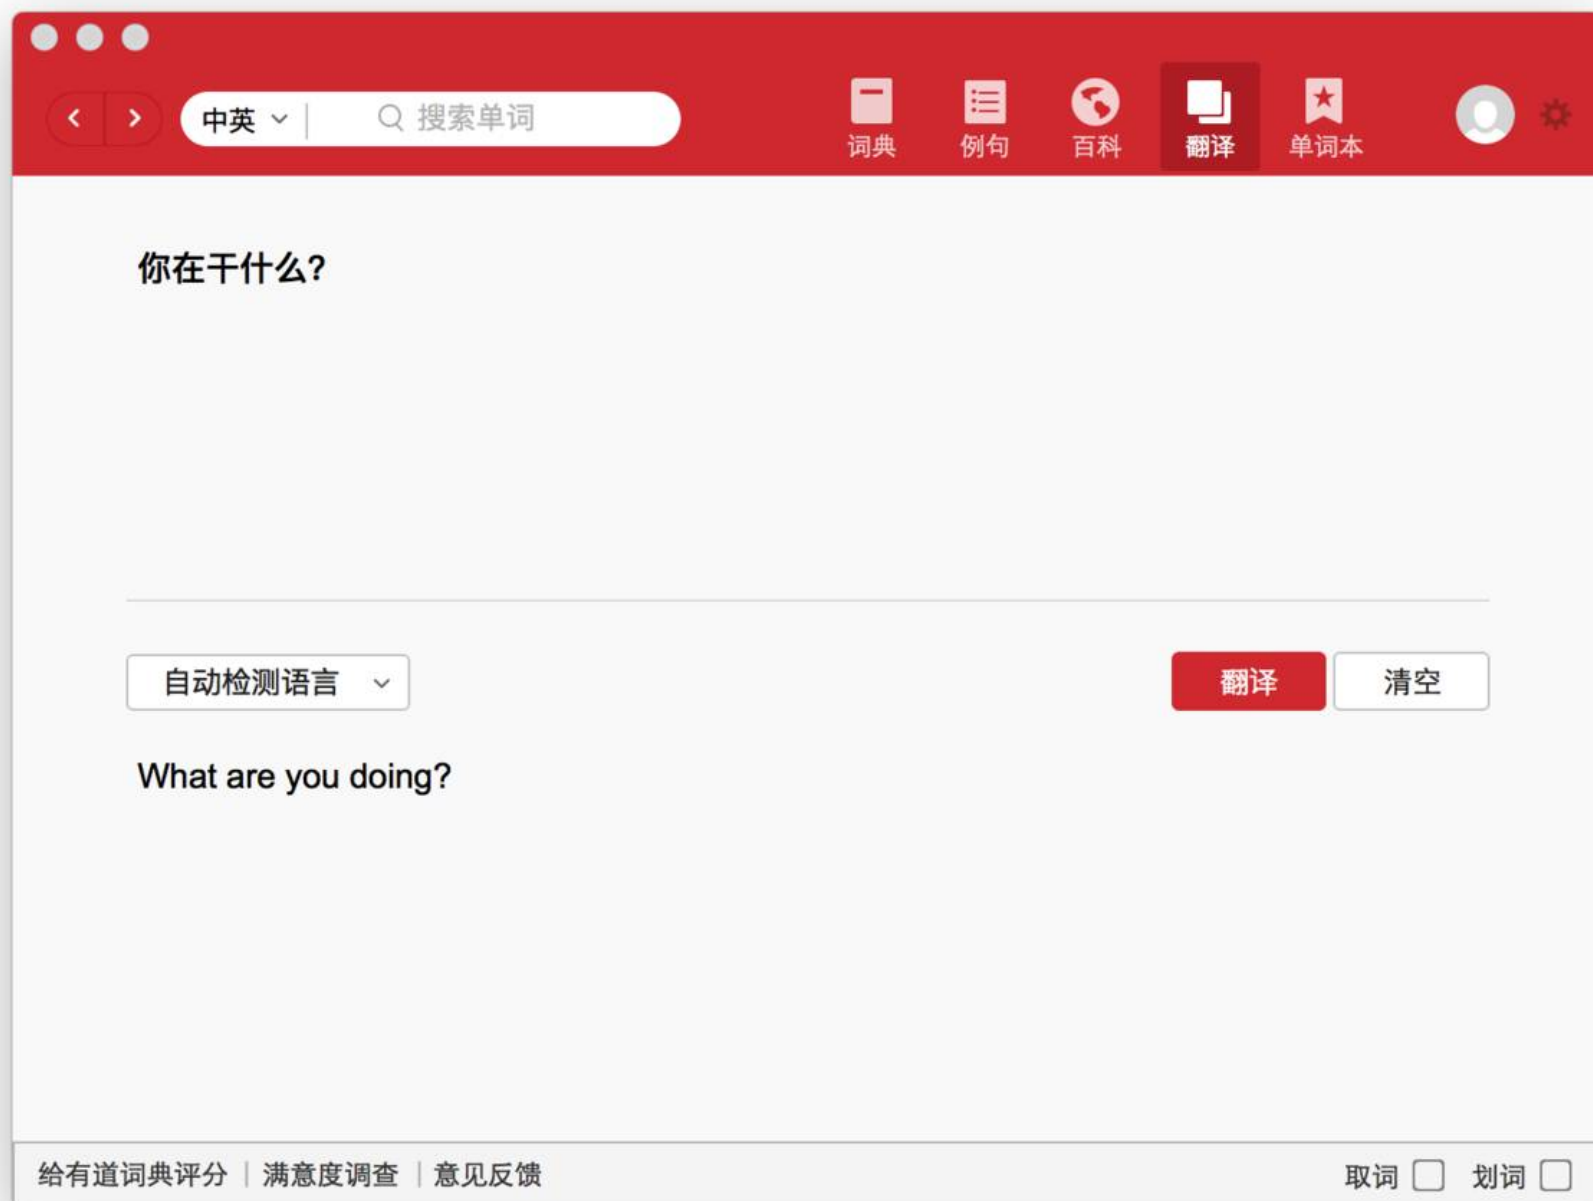 中英 搜索单词
词典 例句 百科 翻译 单词本
你在干什么?
自动检测语言 翻译 清空
What are you doing?
给有道词典评分 | 满意度调查 | 意见反馈 取词 划词